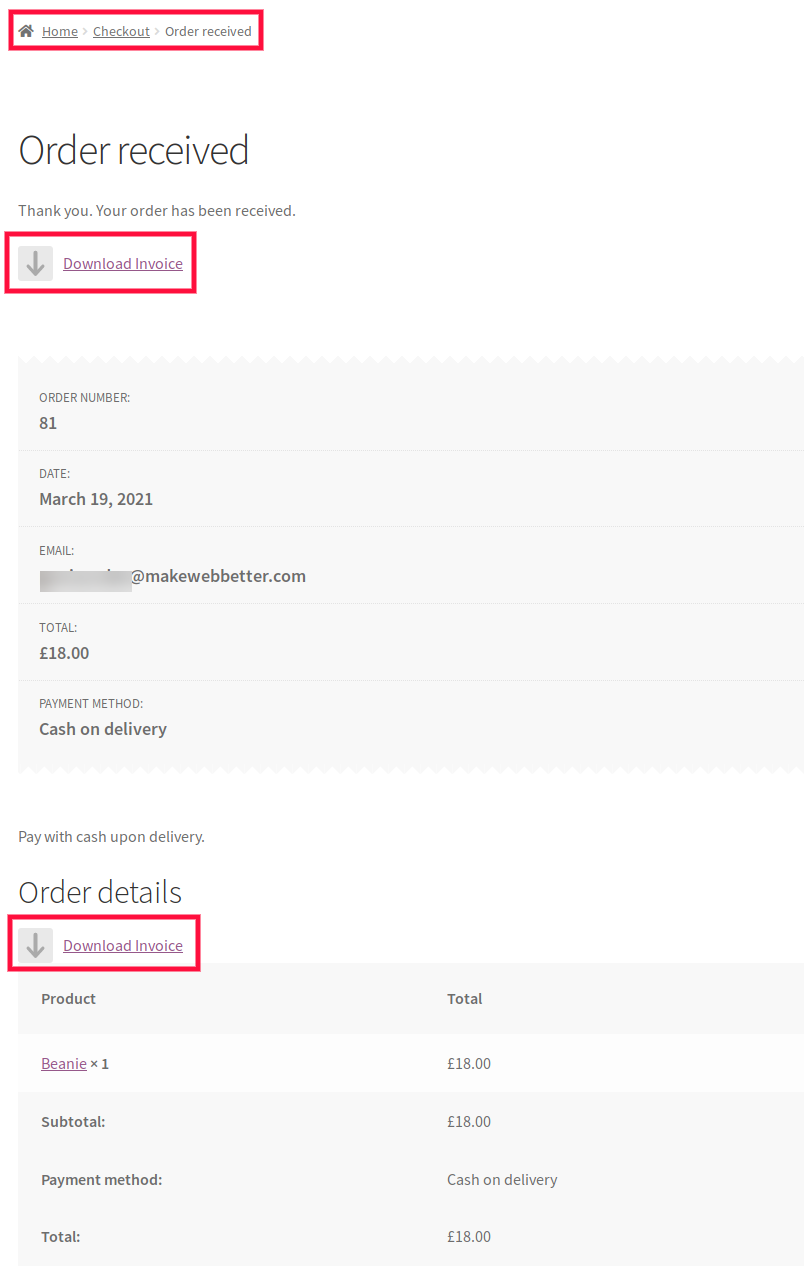 Home › Checkout › Order received
Order received
Thank you. Your order has been received.
Download Invoice
ORDER NUMBER:
81
DATE:
March 19, 2021
EMAIL:
@makewebbetter.com
TOTAL:
£18.00
PAYMENT METHOD:
Cash on delivery
Pay with cash upon delivery.
Order details
Download Invoice
Product Total
Beanie × 1 £18.00
Subtotal: £18.00
Payment method: Cash on delivery
Total: £18.00